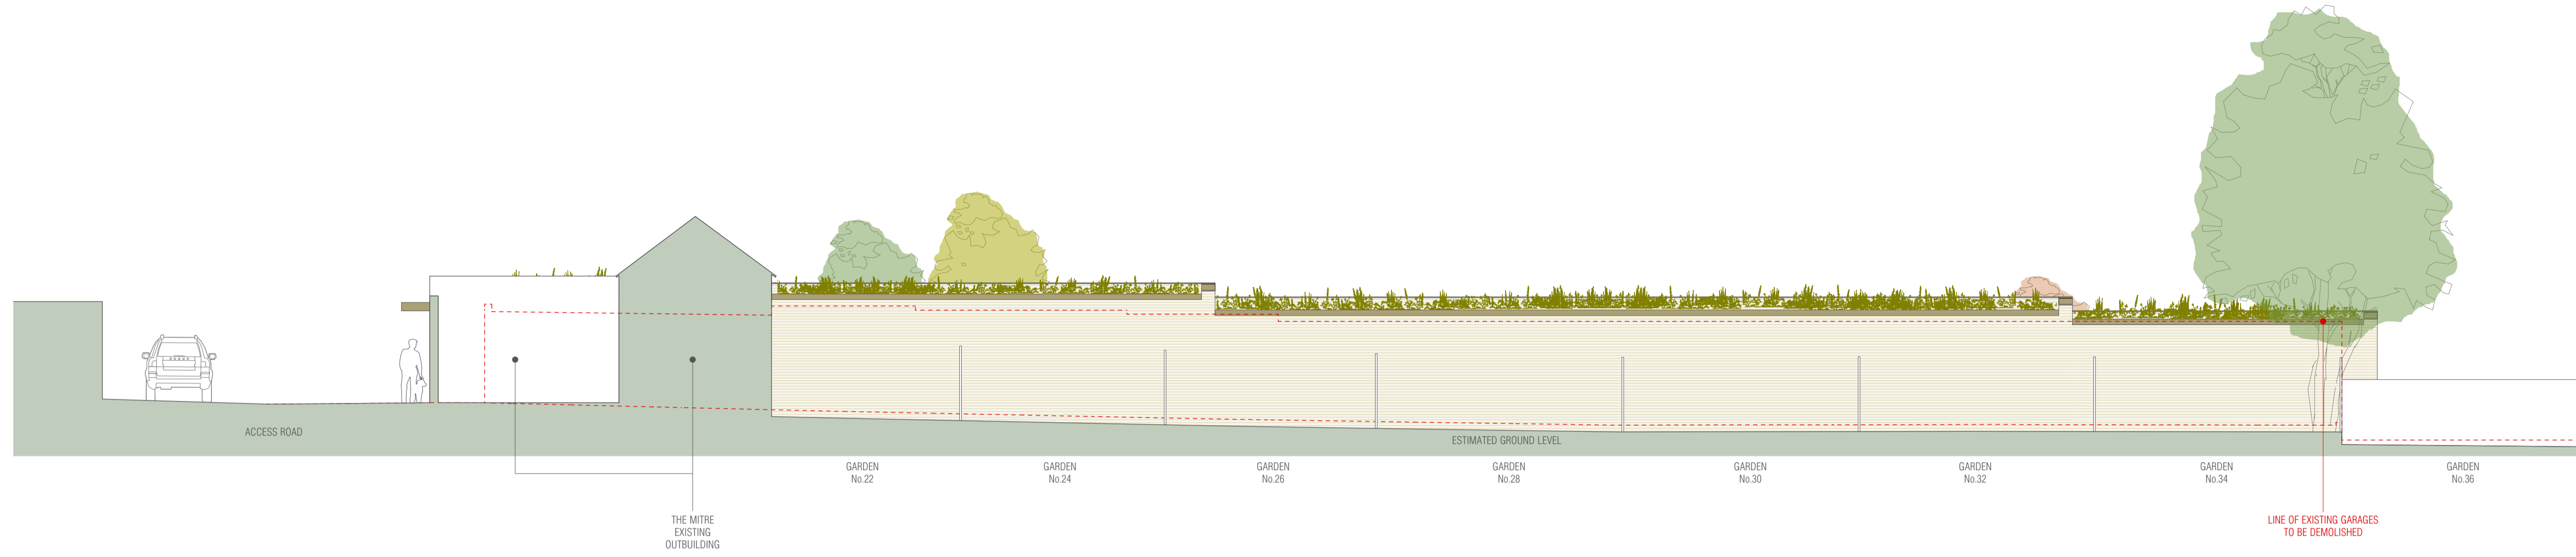 ACCESS ROAD
ESTIMATED GROUND LEVEL
GARDEN
No.22
GARDEN
No.24
GARDEN
No.26
GARDEN
No.28
GARDEN
No.30
GARDEN
No.32
GARDEN
No.34
GARDEN
No.36
THE MITRE
EXISTING
OUTBUILDING
LINE OF EXISTING GARAGES
TO BE DEMOLISHED